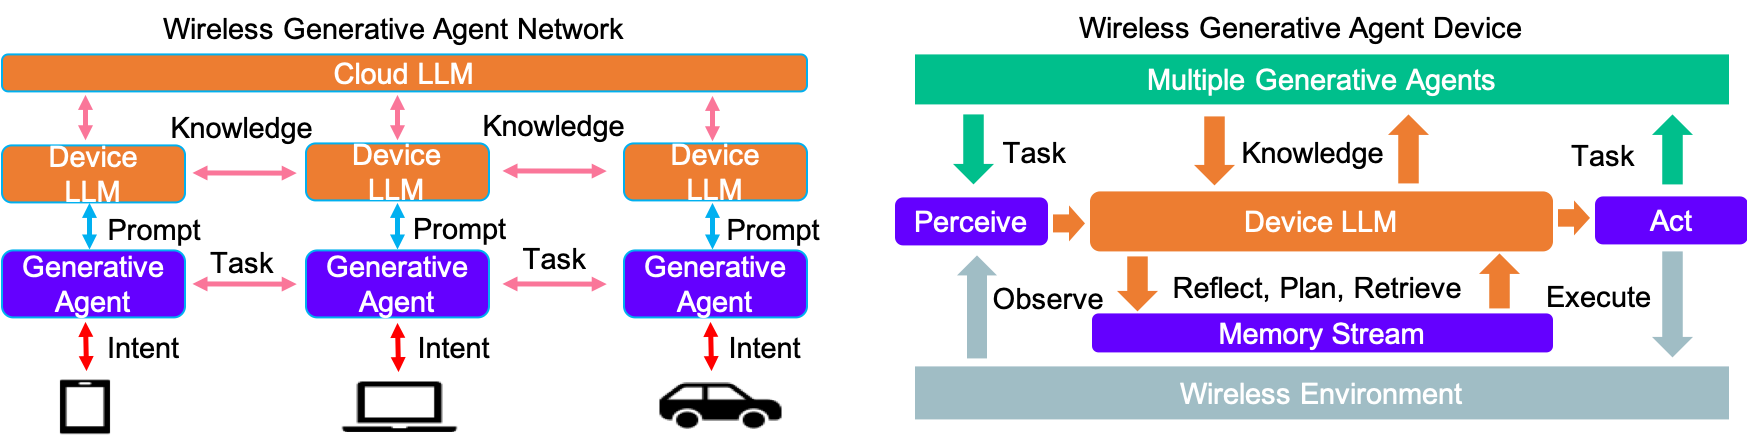 Wireless Generative Agent Network
Cloud LLM
Knowledge
Knowledge
Device
LLM
Device
LLM
Device
LLM
Prompt
Prompt
Prompt
Generative
Agent
Task
Generative
Agent
Task
Generative
Agent
Intent
Intent
Intent
Wireless Generative Agent Device
Multiple Generative Agents
Task
Knowledge
Task
Perceive
Device LLM
Act
Observe
Reflect, Plan, Retrieve
Execute
Memory Stream
Wireless Environment